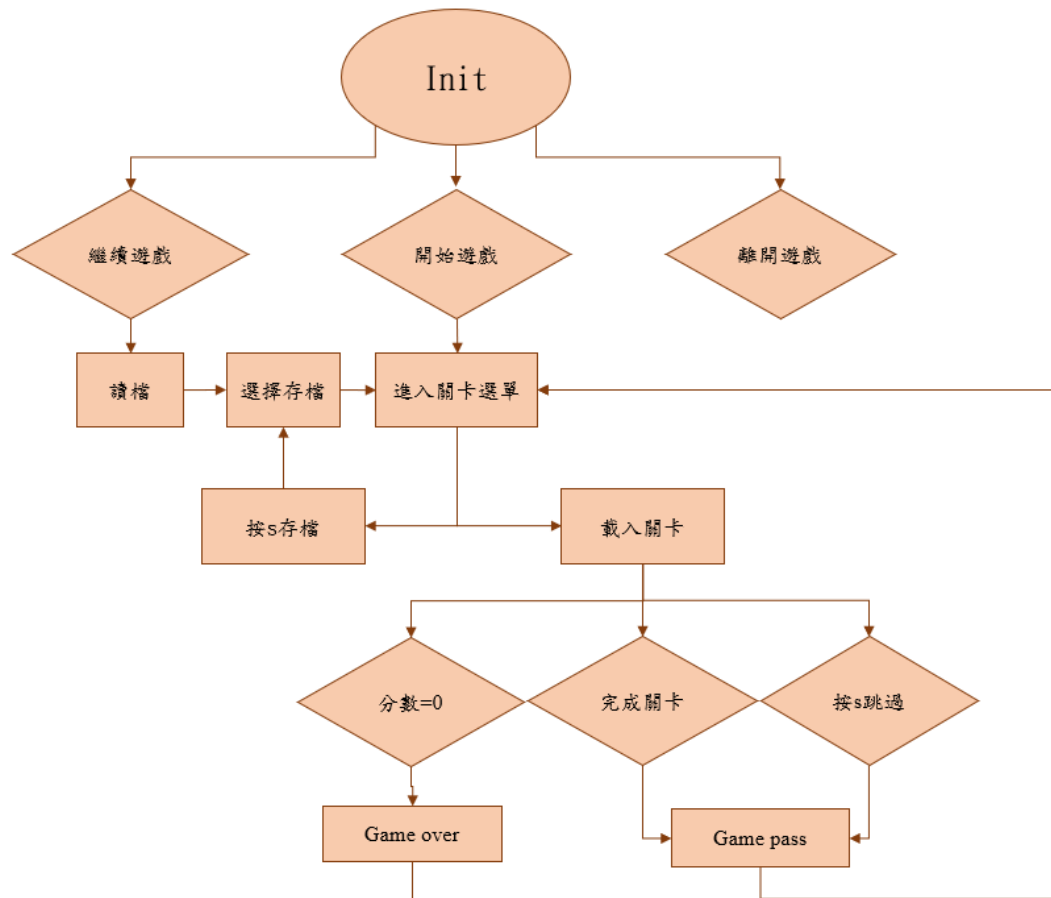 Init
繼續遊戲
開始遊戲
離開遊戲
讀檔
選擇存檔
進入關卡選單
按s存檔
載入關卡
分數=0
完成關卡
按s跳過
Game over
Game pass